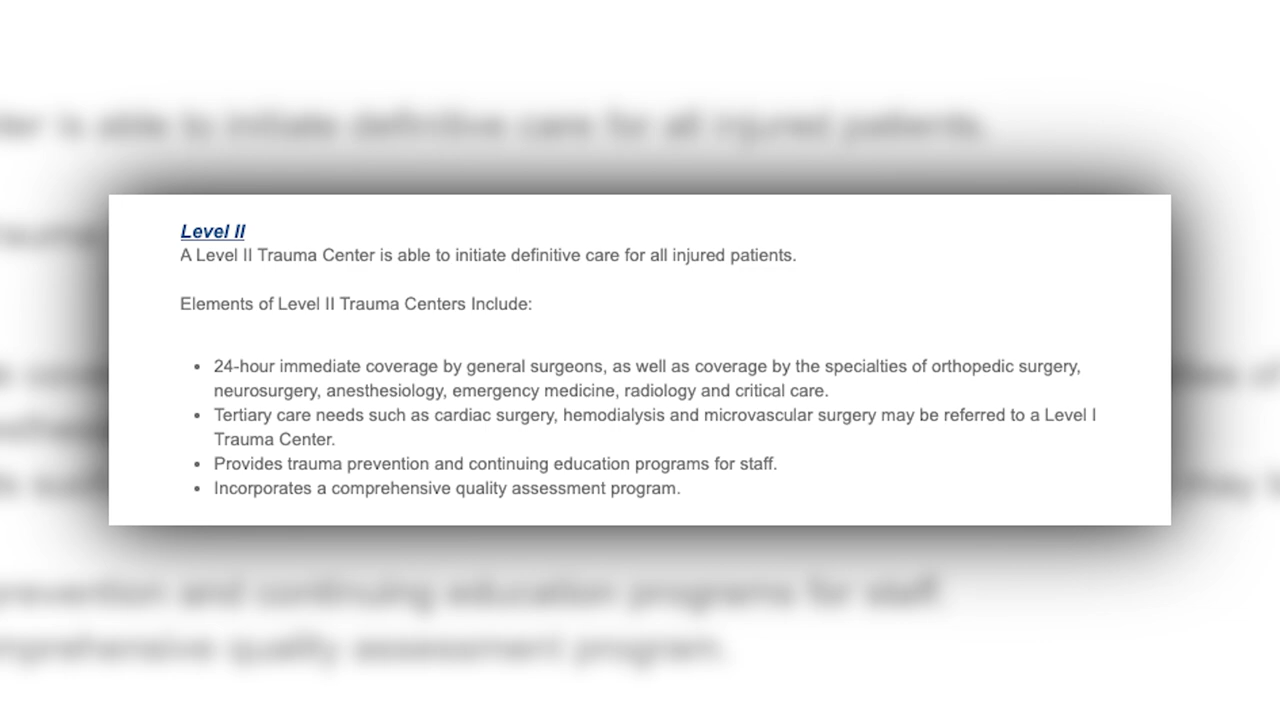 Level II
A Level II Trauma Center is able to initiate definitive care for all injured patients.
Elements of Level II Trauma Centers Include:
• 24-hour immediate coverage by general surgeons, as well as coverage by the specialties of orthopedic surgery,
neurosurgery, anesthesiology, emergency medicine, radiology and critical care.
• Tertiary care needs such as cardiac surgery, hemodialysis and microvascular surgery may be referred to a Level I
Trauma Center.
• Provides trauma prevention and continuing education programs for staff.
• Incorporates a comprehensive quality assessment program.